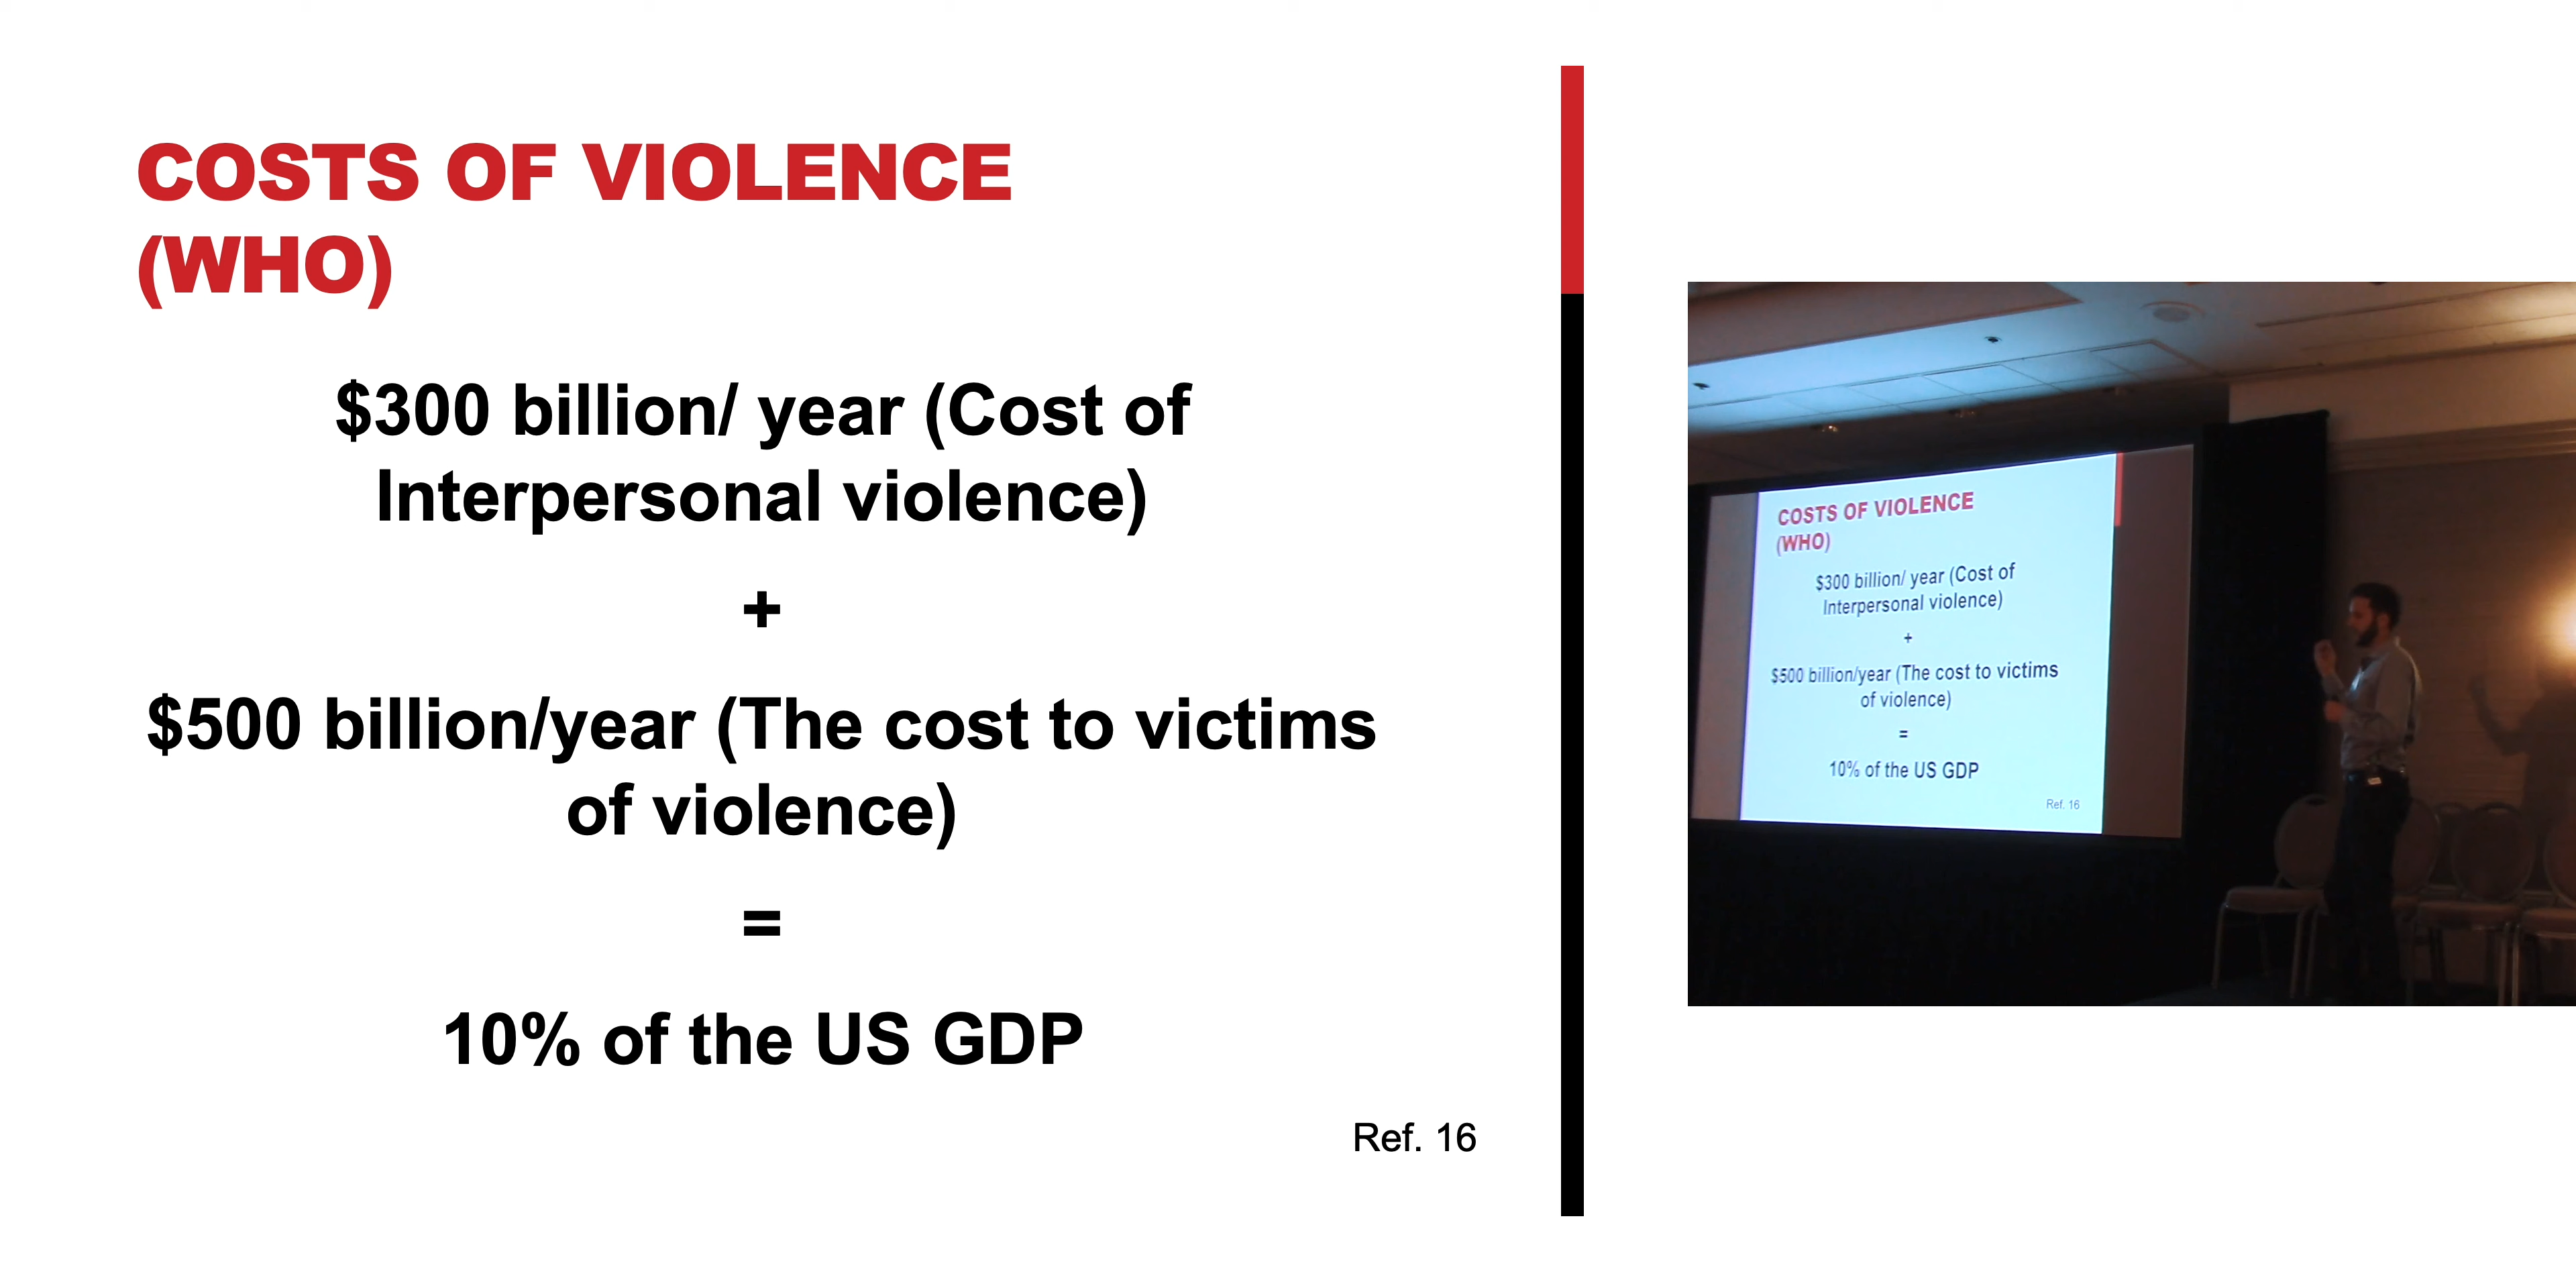 COSTS OF VIOLENCE
(WHO)
$300 billion/ year (Cost of
Interpersonal violence)
+
$500 billion/year (The cost to victims
of violence)
=
10% of the US GDP
Ref. 16
COSTS OF VIOLENCE
(WHO)
$300 billion/ year (Cost of
Interpersonal violence)
+
$500 billion/year (The cost to victims
of violence)
=
10% of the US GDP
Ref. 16